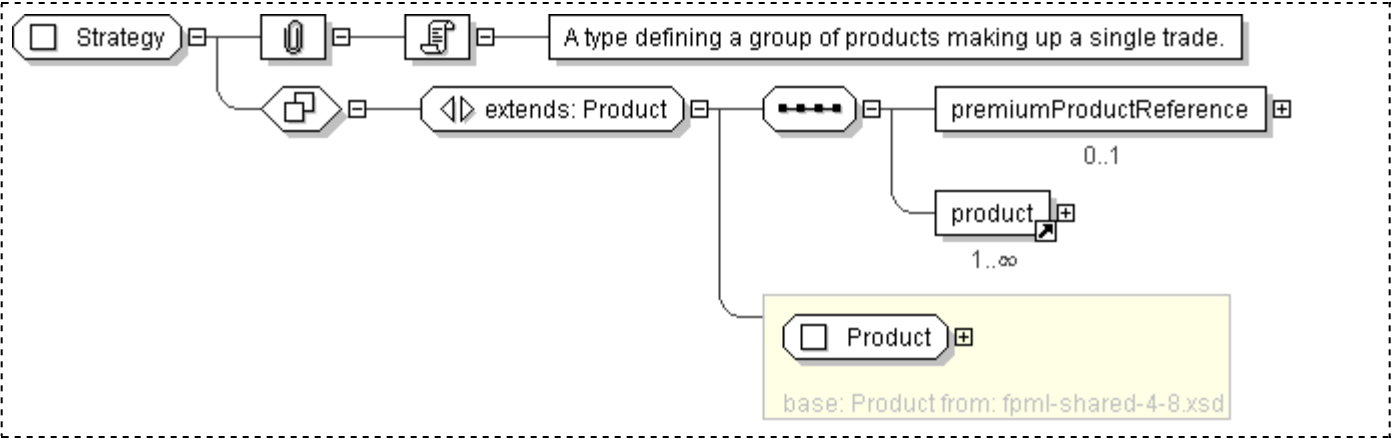 Strategy
A type defining a group of products making up a single trade.
extends: Product
premiumProductReference
0..1
product
1..∞
Product
base: Product from: fpml-shared-4-8.xsd